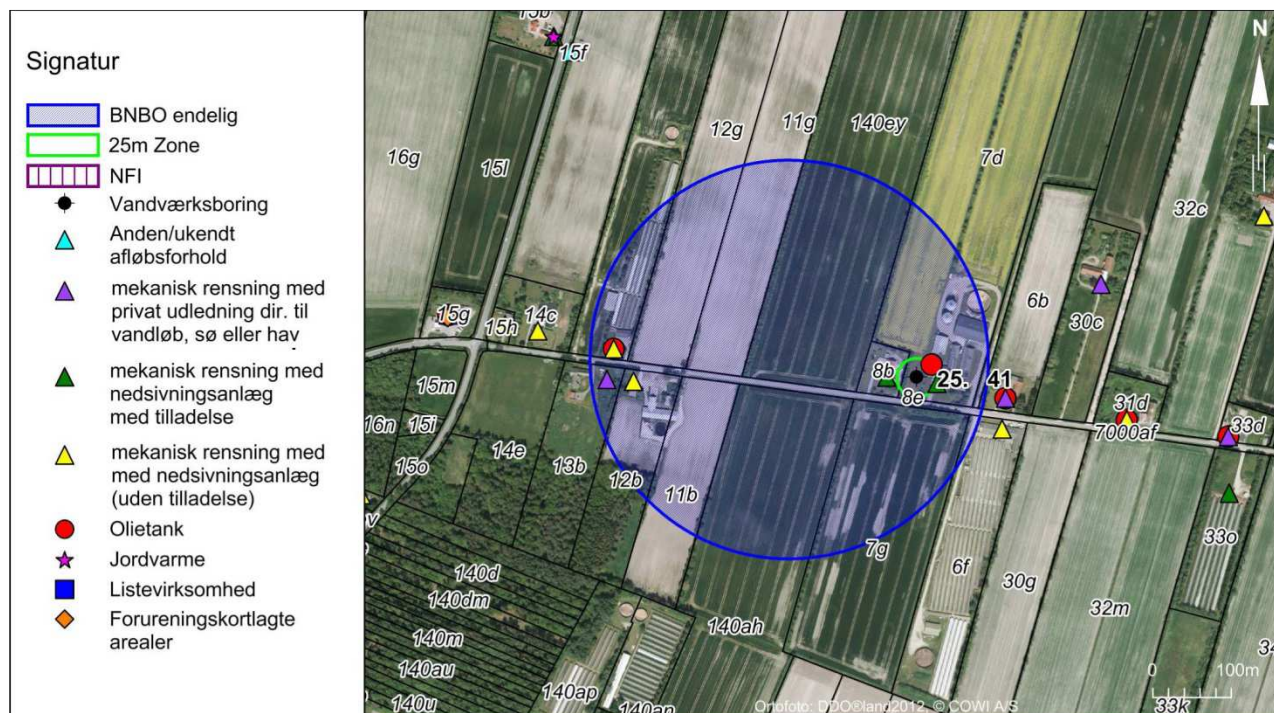 Signatur
BNBO endelig
25m Zone
NFI
Vandværksboring
Anden/ukendt
afløbsforhold
mekanisk rensning med
privat udledning dir. til
vandløb, sø eller hav
mekanisk rensning med
nedsivningsanlæg
med tilladelse
mekanisk rensning med
med nedsivningsanlæg
(uden tilladelse)
Olietank
Jordvarme
Listevirksomhed
Forureningskortlagte
arealer
15b
15f
N
16g
15l
12g
11g
140ey
7d
32c
6b
30c
15g
15h
14c
8b
25. 41
8e
15m
31d
7000af
33d
16n
15i
15o
14e
13b
12b
11b
7g
6f
30g
32m
33o
140d
140dm
140m
140au
140u
140ah
140ap
140an
33k
34
0 100m
Ortofoto: DDO®land2012, © COWI A/S